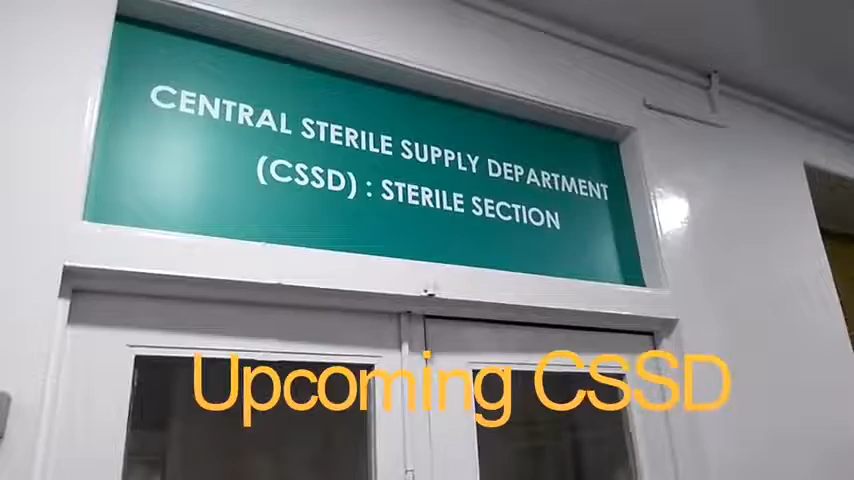 CENTRAL STERILE SUPPLY DEPARTMENT
(CSSD) : STERILE SECTION
Upcoming CSSD